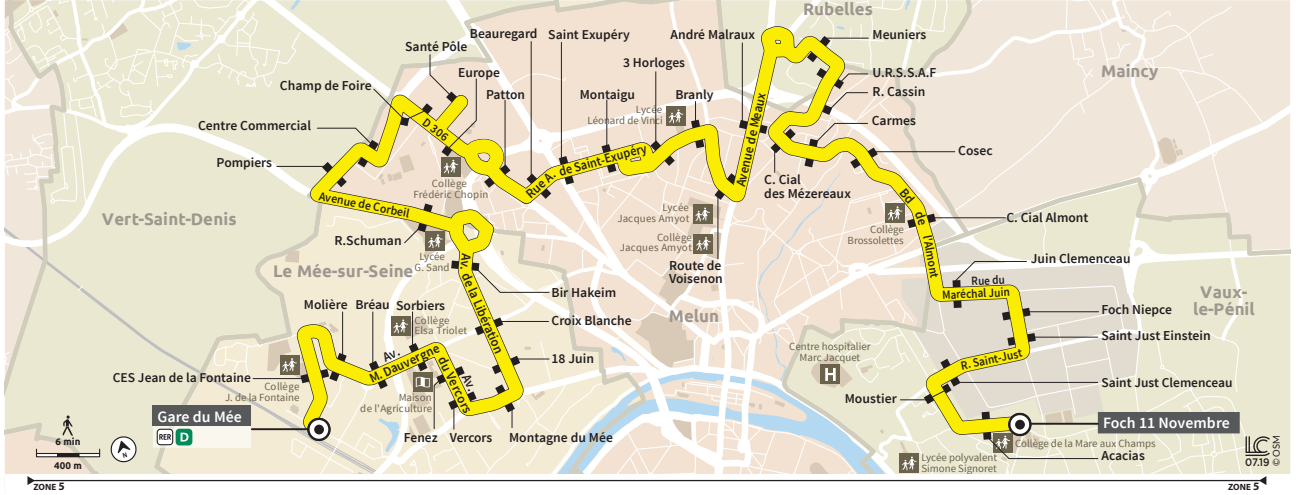 Rubelles
Beauregard
Saint Exupéry
André Malraux
Meuniers
Santé Pôle
3 Horloges
Europe
U.R.S.S.A.F
Maincy
Champ de Foire
Patton
Montaigu
Branly
R. Cassin
Lycée
Léonard de Vinci
Centre Commercial
D 306
Avenue de Meaux
Carmes
Cosec
Pompiers
Collège
Frédéric Chopin
Rue A. de Saint-Exupéry
C. Cial
des Mézereaux
Avenue de Corbeil
Bd de l'Almont
Vert-Saint-Denis
Lycée
Jacques Amyot
Collège
Brossolettes
C. Cial Almont
R.Schuman
Collège
Jacques Amyot
Lycée
G. Sand
Route de
Voisenon
Juin Clemenceau
Le Mée-sur-Seine
Av. de la Libération
Rue du
Maréchal Juin
Bir Hakeim
Vaux-
le-Pénil
Molière
Bréau
Sorbiers
Foch Niepce
Melun
Collège
Elsa Triolet
Croix Blanche
Saint Just Einstein
Centre hospitalier
Marc Jacquet
H
R. Saint-Just
18 Juin
Av.
M. Dauvergne
Av.
du Vercors
CES Jean de la Fontaine
Collège
J. de la Fontaine
Maison
de l'Agriculture
Saint Just Clemenceau
Moustier
Gare du Mée
RER D
Foch 11 Novembre
Fenez
Vercors
Montagne du Mée
Collège de la Mare aux Champs
Acacias
Lycée polyvalent
Simone Signoret
6 min
400 m
N
LC
07.19 © OSM
ZONE 5
ZONE 5